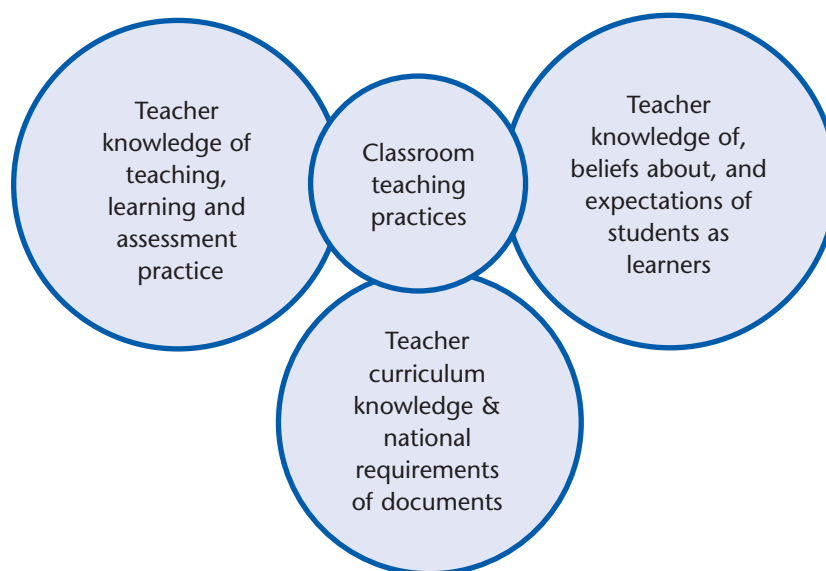 Teacher
knowledge of
teaching,
learning and
assessment
practice
Classroom
teaching
practices
Teacher
knowledge of,
beliefs about, and
expectations of
students as
learners
Teacher
curriculum
knowledge &
national
requirements
of documents